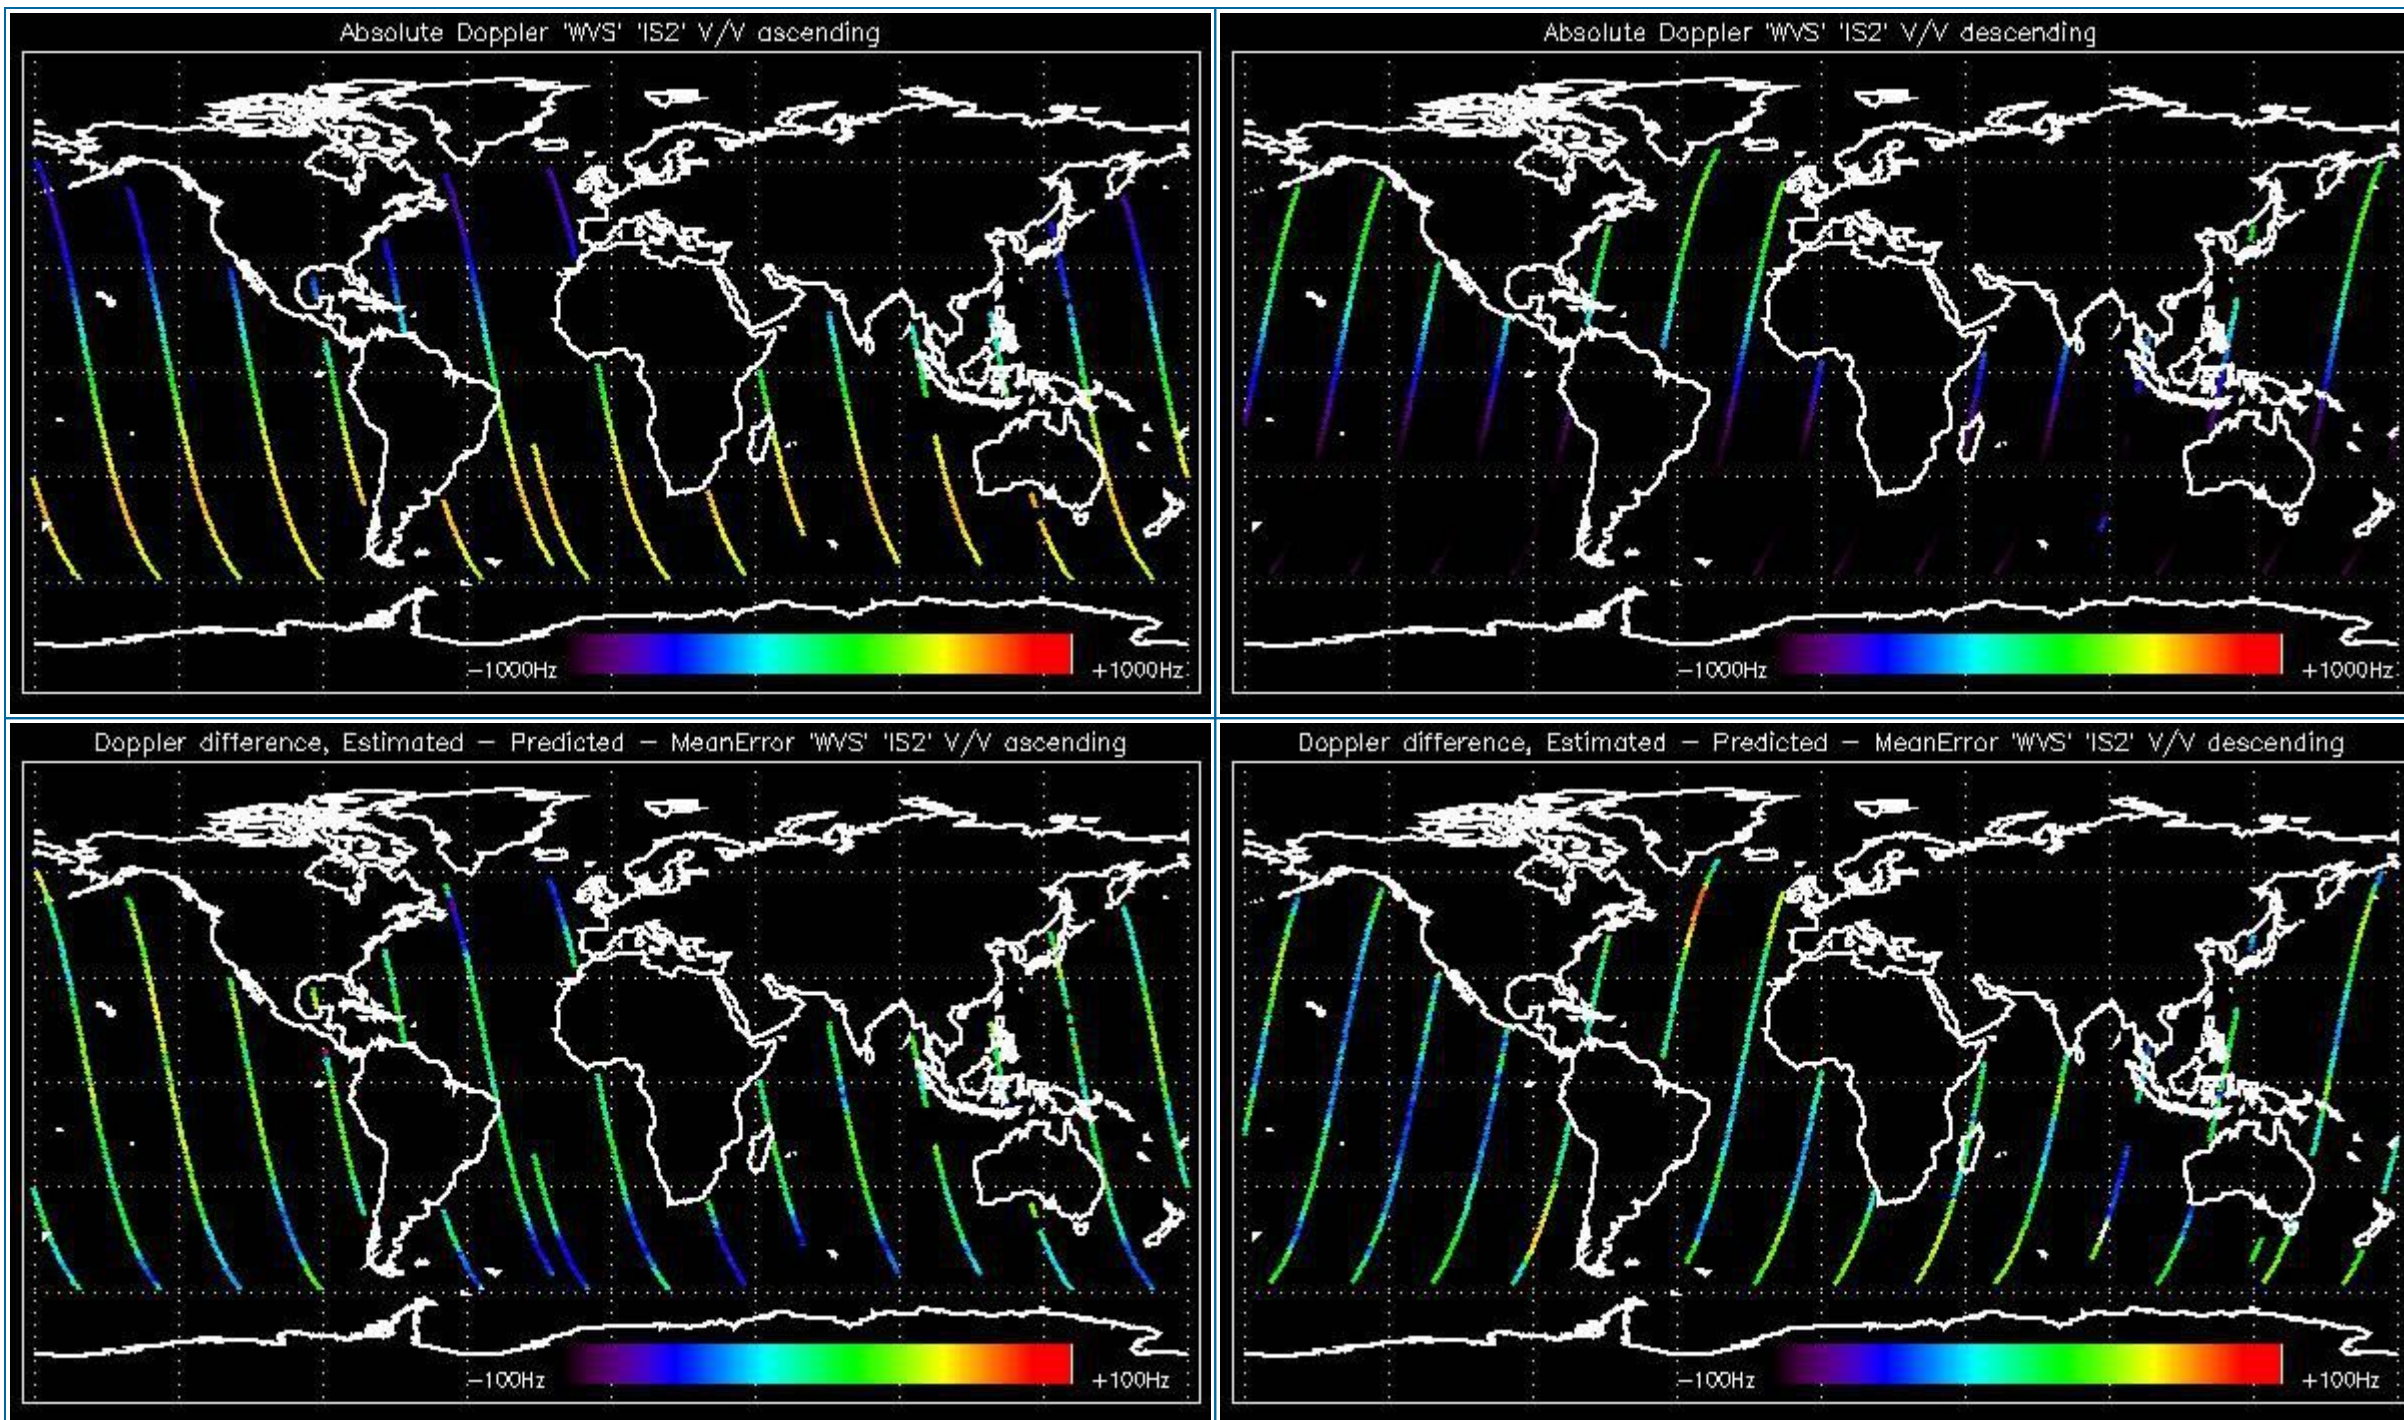 Absolute Doppler 'WVS' 'IS2' V/V ascending
−1000Hz
+1000Hz
Absolute Doppler 'WVS' 'IS2' V/V descending
−1000Hz
+1000Hz
Doppler difference, Estimated − Predicted − MeanError 'WVS' 'IS2' V/V ascending
−100Hz
+100Hz
Doppler difference, Estimated − Predicted − MeanError 'WVS' 'IS2' V/V descending
−100Hz
+100Hz